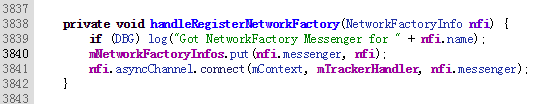 3837
3838 private void handleRegisterNetworkFactory(NetworkFactoryInfo nfi) {
3839 if (DBG) log("Got NetworkFactory Messenger for " + nfi.name);
3840 mNetworkFactoryInfos.put(nfi.messenger, nfi);
3841 nfi.asyncChannel.connect(mContext, mTrackerHandler, nfi.messenger);
3842 }
3843